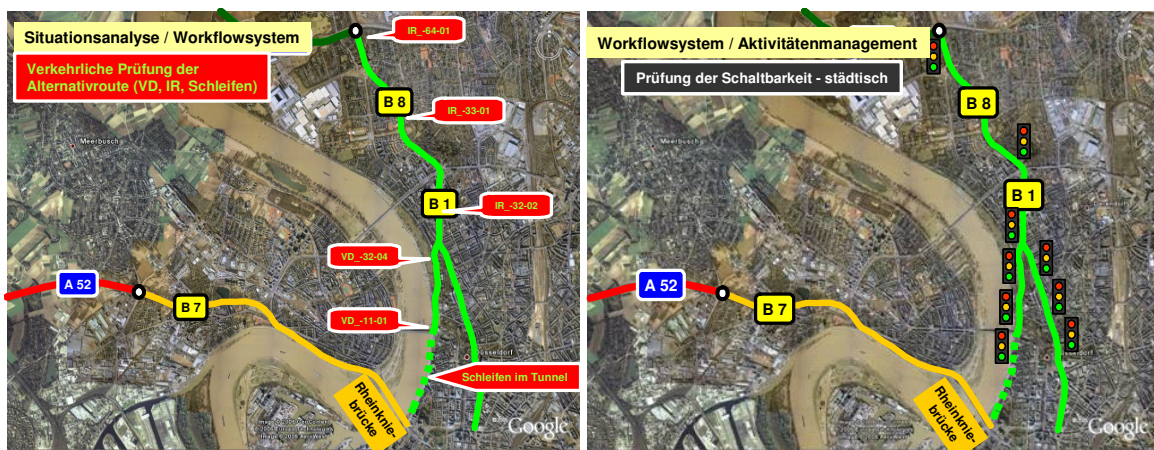 Situationsanalyse / Workflowsystem
Verkehrliche Prüfung der
Alternativroute (VD, IR, Schleifen)
IR_-64-01
B 8
IR_-33-01
Meerbusch
B 1
IR_-32-02
VD_-32-04
A 52
B 7
VD_-11-01
Düsseldorf
Schleifen im Tunnel
Rheinknie-
brücke
Google
Workflowsystem / Aktivitätenmanagement
Prüfung der Schaltbarkeit - städtisch
B 8
Meerbusch
B 1
A 52
B 7
Rheinknie-
brücke
Google